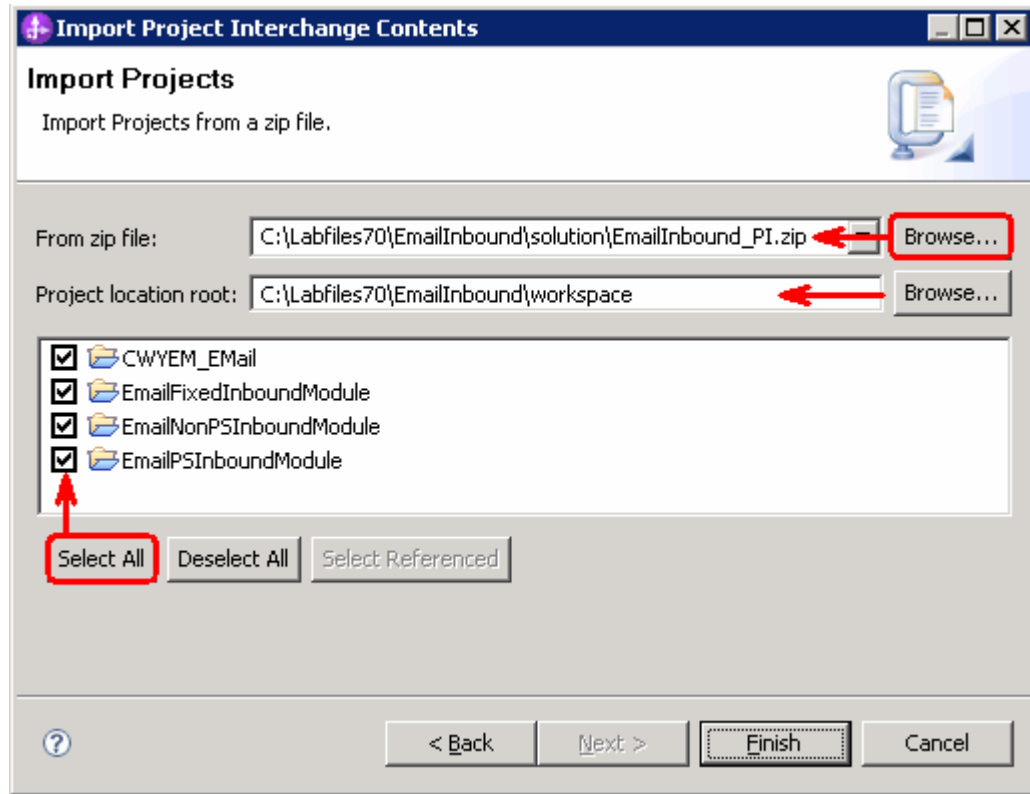 Import Project Interchange Contents
Import Projects
Import Projects from a zip file.
From zip file: C:\Labfiles70\EmailInbound\solution\EmailInbound_PI.zip Browse...
Project location root: C:\Labfiles70\EmailInbound\workspace Browse...
CWYEM_EMail
EmailFixedInboundModule
EmailNonPSInboundModule
EmailPSInboundModule
Select All Deselect All Select Referenced
? < Back Next > Finish Cancel